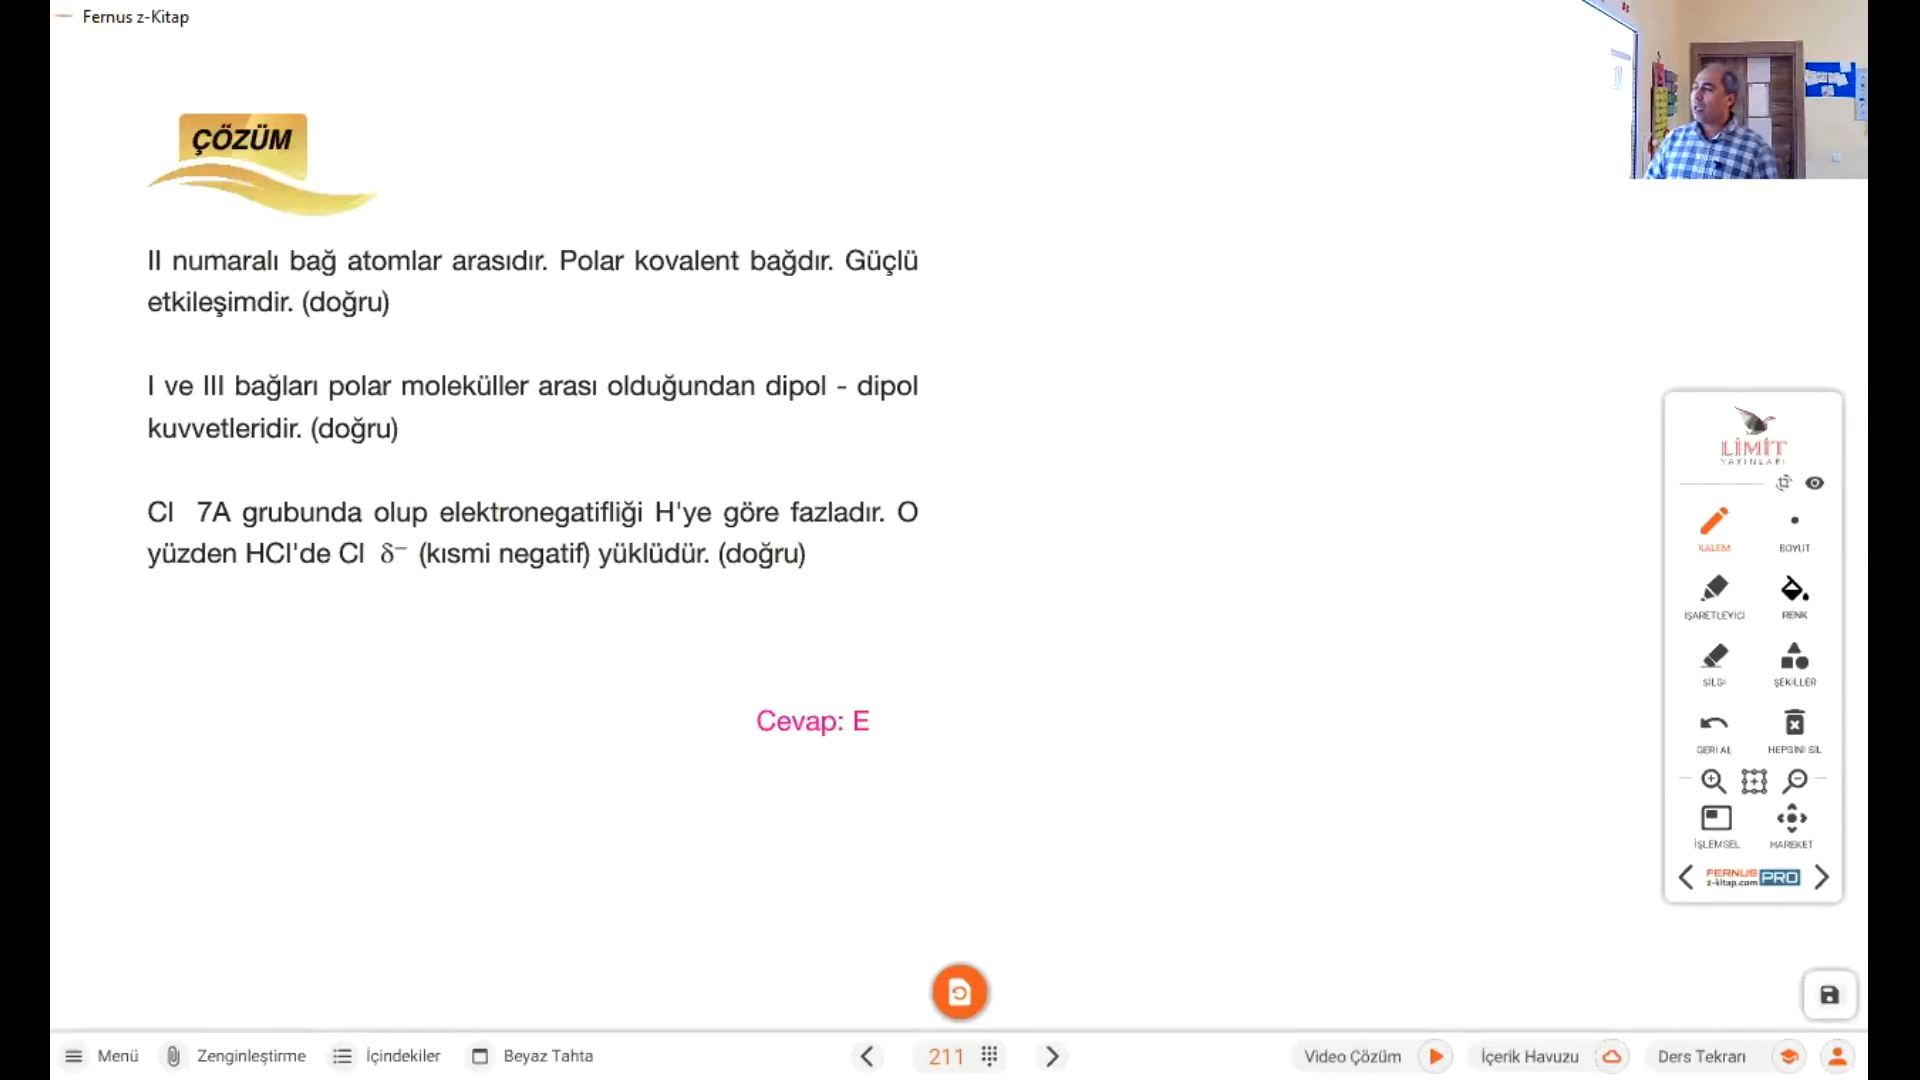 Fernus z-Kitap
ÇÖZÜM
II numaralı bağ atomlar arasıdır. Polar kovalent bağdır. Güçlü
etkileşimdir. (doğru)
I ve III bağları polar moleküller arası olduğundan dipol - dipol
kuvvetleridir. (doğru)
Cl 7A grubunda olup elektronegatifliği H'ye göre fazladır. O
yüzden HCl'de Cl δ⁻ (kısmi negatif) yüklüdür. (doğru)
Cevap: E
LİMİT
YAYINLARI
KALEM BOYUT
İŞARETLEYİCİ RENK
SİLGİ ŞEKİLLER
GERİ AL HEPSİNİ SİL
İŞLEMSEL HAREKET
FERNUS
z-kitap.com PRO
Menü Zenginleştirme İçindekiler Beyaz Tahta 211 Video Çözüm İçerik Havuzu Ders Tekrarı